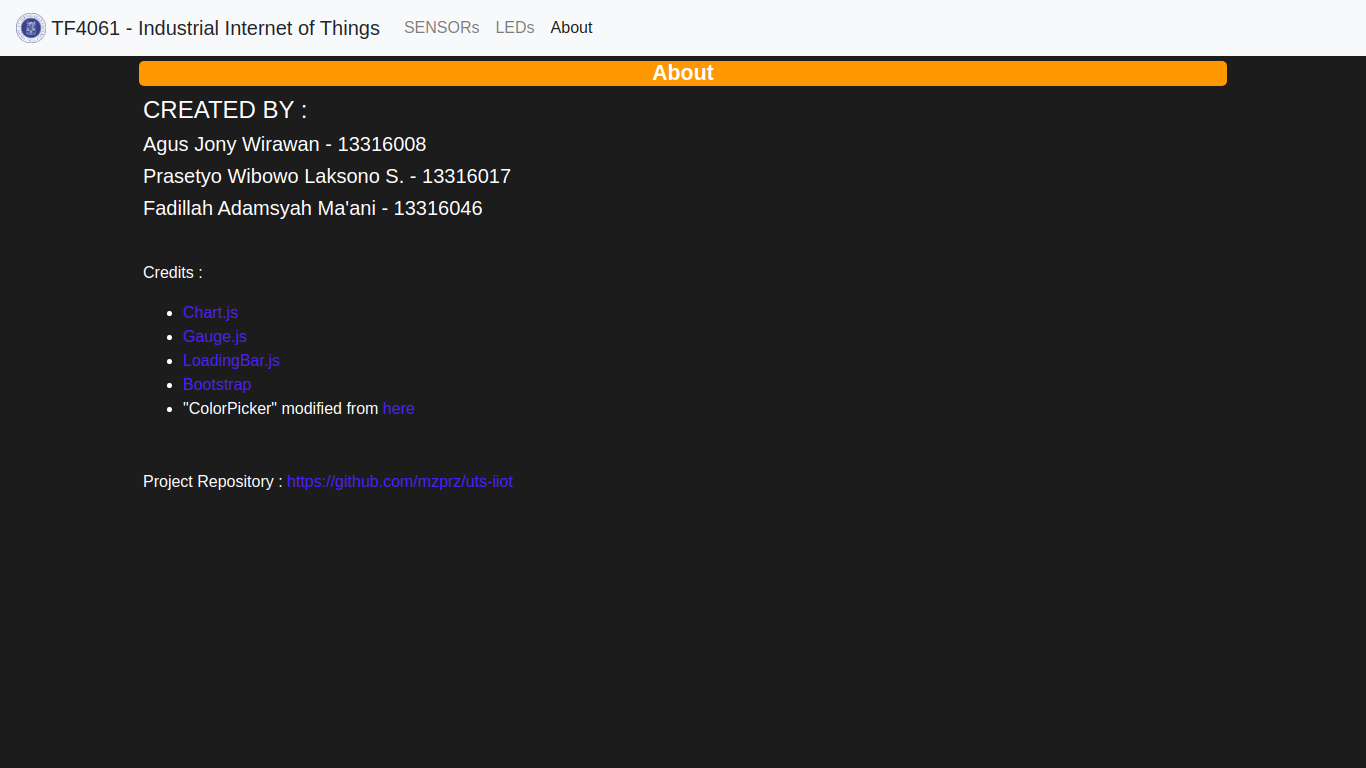 TF4061 - Industrial Internet of Things SENSORs LEDs About
About
CREATED BY :
Agus Jony Wirawan - 13316008
Prasetyo Wibowo Laksono S. - 13316017
Fadillah Adamsyah Ma'ani - 13316046
Credits :
Chart.js
Gauge.js
LoadingBar.js
Bootstrap
"ColorPicker" modified from here
Project Repository : https://github.com/mzprz/uts-iiot